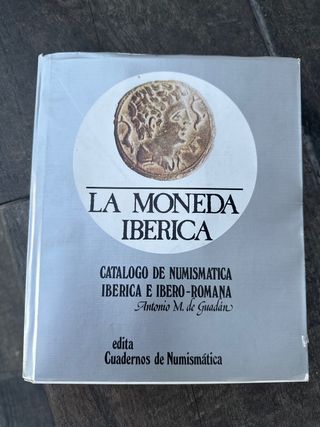 LA MONEDA
IBERICA
CATALOGO DE NUMISMATICA
IBERICA E IBERO-ROMANA
Antonio M. de Guadán
edita
Cuadernos de Numismática